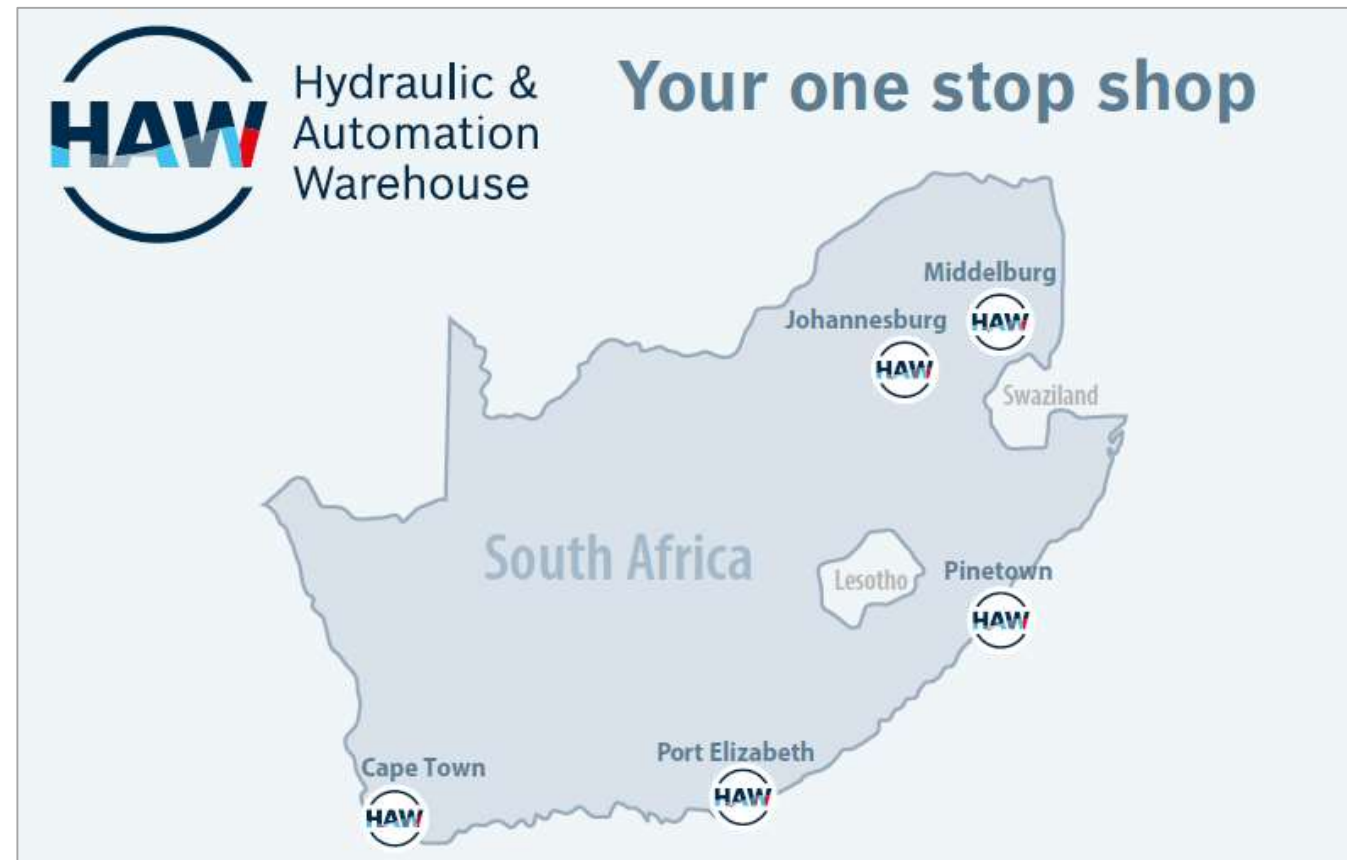 HAW
Hydraulic &
Automation
Warehouse
Your one stop shop
Middelburg
HAW
Johannesburg
HAW
Swaziland
South Africa
Lesotho
Pinetown
HAW
Port Elizabeth
HAW
Cape Town
HAW